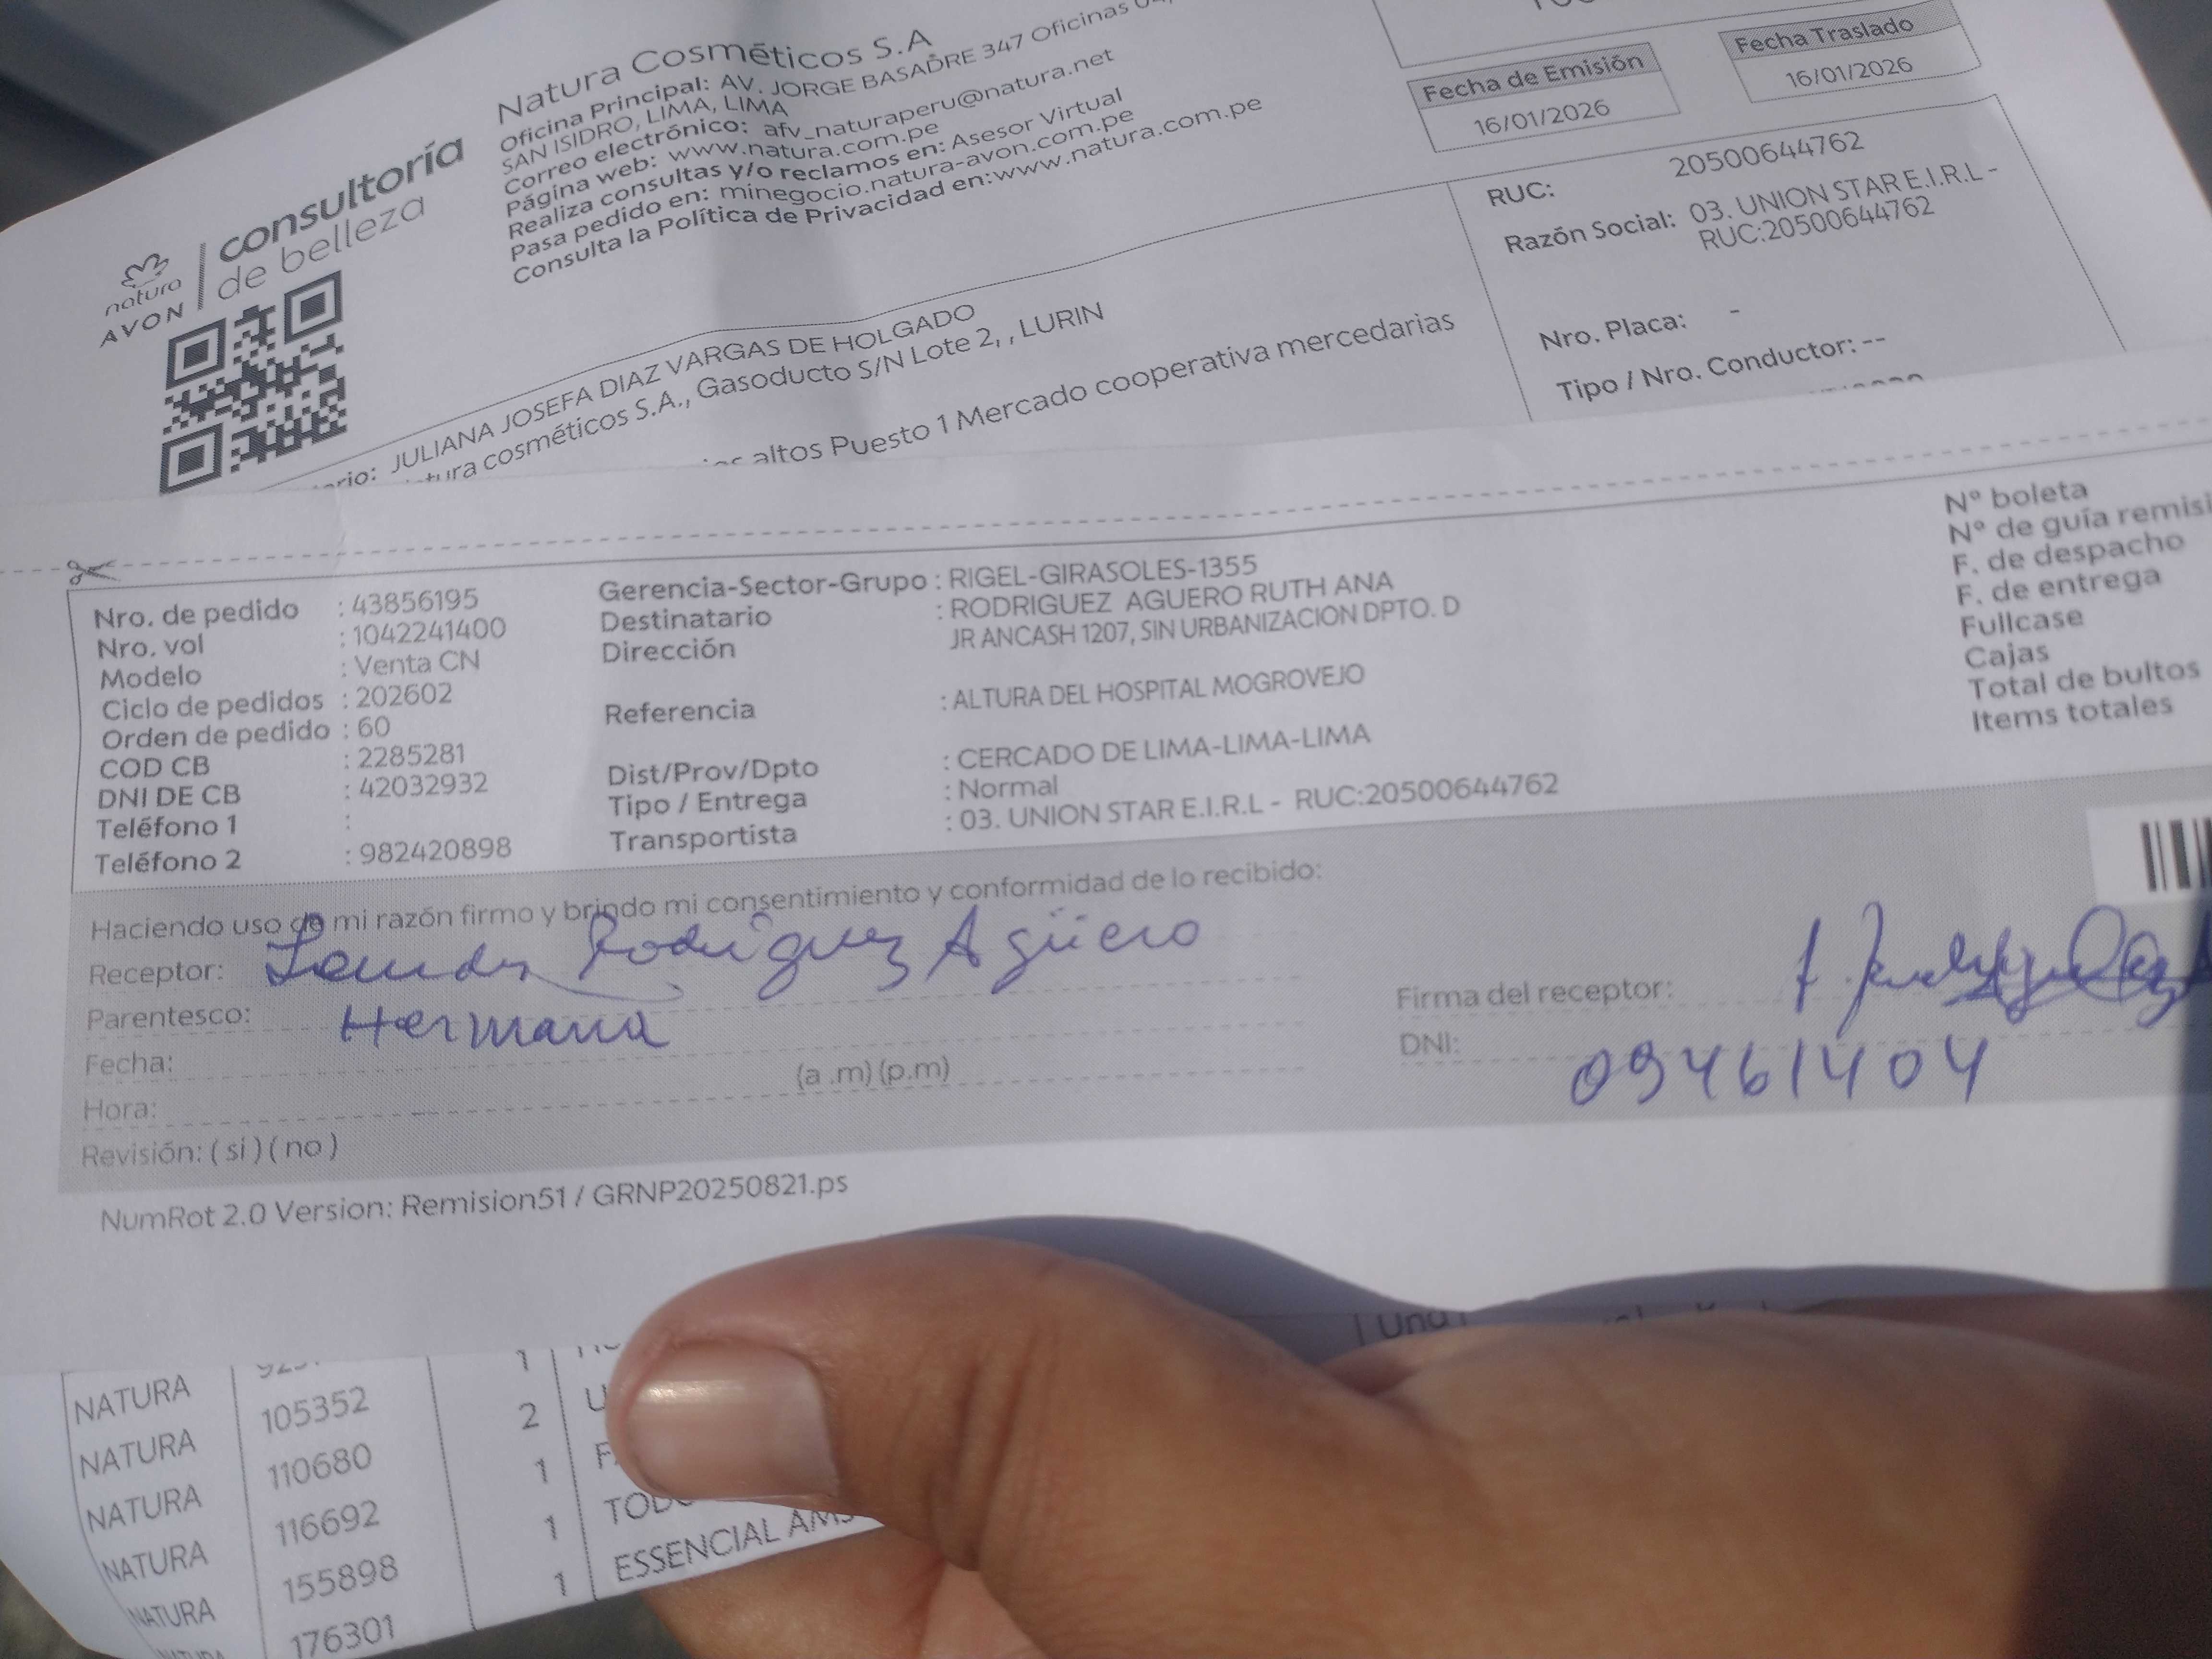 natura
AVON
consultoría
de belleza
Natura Cosméticos S.A
Oficina Principal: AV. JORGE BASADRE 347 Oficinas
SAN ISIDRO, LIMA, LIMA
Correo electrónico: afv_naturaperu@natura.net
Página web: www.natura.com.pe
Realiza consultas y/o reclamos en: Asesor Virtual
Pasa pedido en: minegocio.natura-avon.com.pe
Consulta la Política de Privacidad en:www.natura.com.pe
Fecha de Emisión
16/01/2026
Fecha Traslado
16/01/2026
RUC: 20500644762
Razón Social: 03. UNION STAR E.I.R.L -
RUC:20500644762
Nro. Placa: -
Tipo / Nro. Conductor: --
JULIANA JOSEFA DIAZ VARGAS DE HOLGADO
cosméticos S.A., Gasoducto S/N Lote 2, , LURIN
altos Puesto 1 Mercado cooperativa mercedarias
Nro. de pedido : 43856195
Nro. vol : 1042241400
Modelo : Venta CN
Ciclo de pedidos : 202602
Orden de pedido : 60
COD CB : 2285281
DNI DE CB : 42032932
Teléfono 1 :
Teléfono 2 : 982420898
Gerencia-Sector-Grupo : RIGEL-GIRASOLES-1355
Destinatario : RODRIGUEZ AGUERO RUTH ANA
Dirección JR ANCASH 1207, SIN URBANIZACION DPTO. D
Referencia : ALTURA DEL HOSPITAL MOGROVEJO
Dist/Prov/Dpto : CERCADO DE LIMA-LIMA-LIMA
Tipo / Entrega : Normal
Transportista : 03. UNION STAR E.I.R.L - RUC:20500644762
N° boleta
N° de guía
F. de despacho
F. de entrega
Fullcase
Cajas
Total de bultos
Items totales
Haciendo uso de mi razón firmo y brindo mi consentimiento y conformidad de lo recibido:
Receptor: Rodriguez Agüero
Parentesco: Hermana
Fecha:
Hora: (a .m) (p.m)
Revisión: ( si ) ( no )
Firma del receptor:
DNI: 09461404
NumRot 2.0 Version: Remision51 / GRNP20250821.ps
NATURA 1
NATURA 105352 2
NATURA 110680 1
NATURA 116692 1
NATURA 155898 1 ESSENCIAL
176301